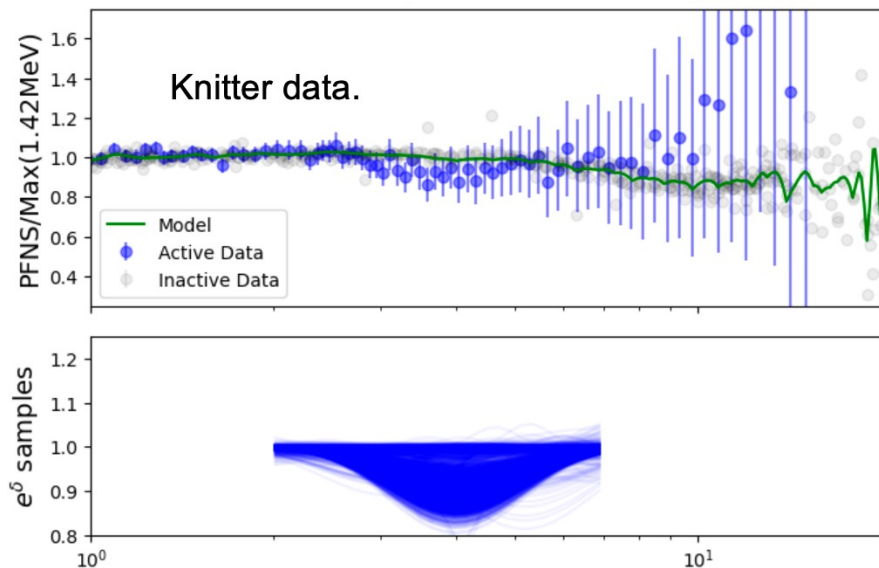 1.6
1.4
1.2
1.0
0.8
0.6
0.4
PFNS/Max(1.42MeV)
Knitter data.
Model
Active Data
Inactive Data
1.2
1.1
1.0
0.9
0.8
e^δ samples
10^0
10^1